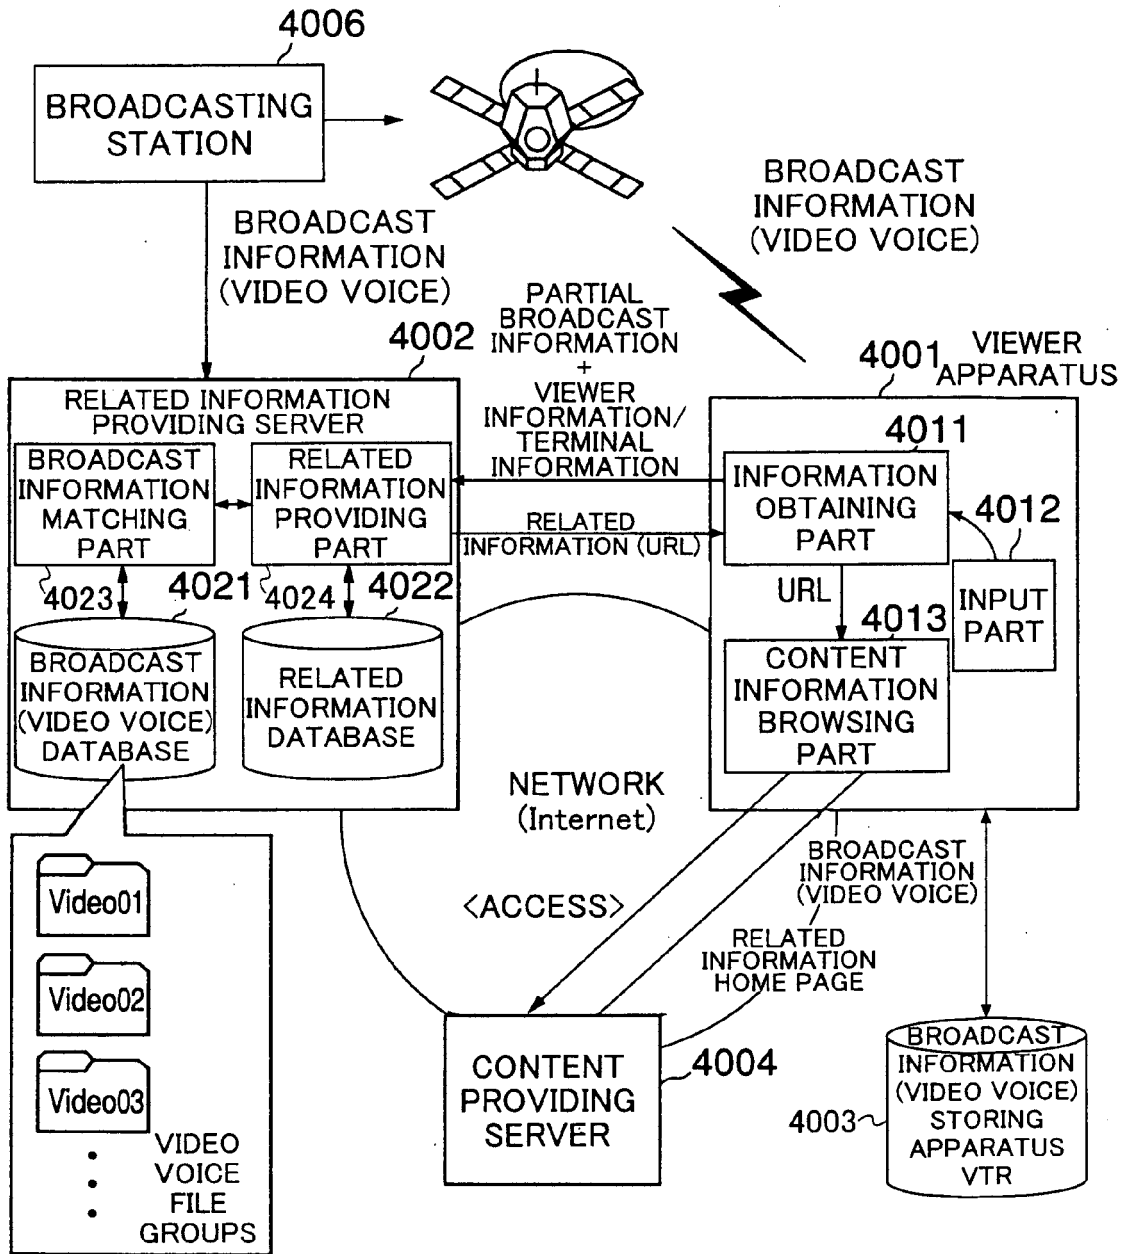 4006
BROADCASTING
STATION
BROADCAST
INFORMATION
(VIDEO VOICE)
BROADCAST
INFORMATION
(VIDEO VOICE)
PARTIAL
BROADCAST
INFORMATION
+
VIEWER
INFORMATION/
TERMINAL
INFORMATION
4002
RELATED INFORMATION
PROVIDING SERVER
BROADCAST
INFORMATION
MATCHING
PART
4023
RELATED
INFORMATION
PROVIDING
PART
4024
4021
BROADCAST
INFORMATION
(VIDEO VOICE)
DATABASE
4022
RELATED
INFORMATION
DATABASE
RELATED
INFORMATION (URL)
4001
VIEWER
APPARATUS
4011
INFORMATION
OBTAINING
PART
4012
INPUT
PART
URL
4013
CONTENT
INFORMATION
BROWSING
PART
NETWORK
(Internet)
<ACCESS>
BROADCAST
INFORMATION
(VIDEO VOICE)
RELATED
INFORMATION
HOME PAGE
Video01
Video02
Video03
VIDEO
VOICE
FILE
GROUPS
CONTENT
PROVIDING
SERVER
4004
4003
BROADCAST
INFORMATION
(VIDEO VOICE)
STORING
APPARATUS
VTR